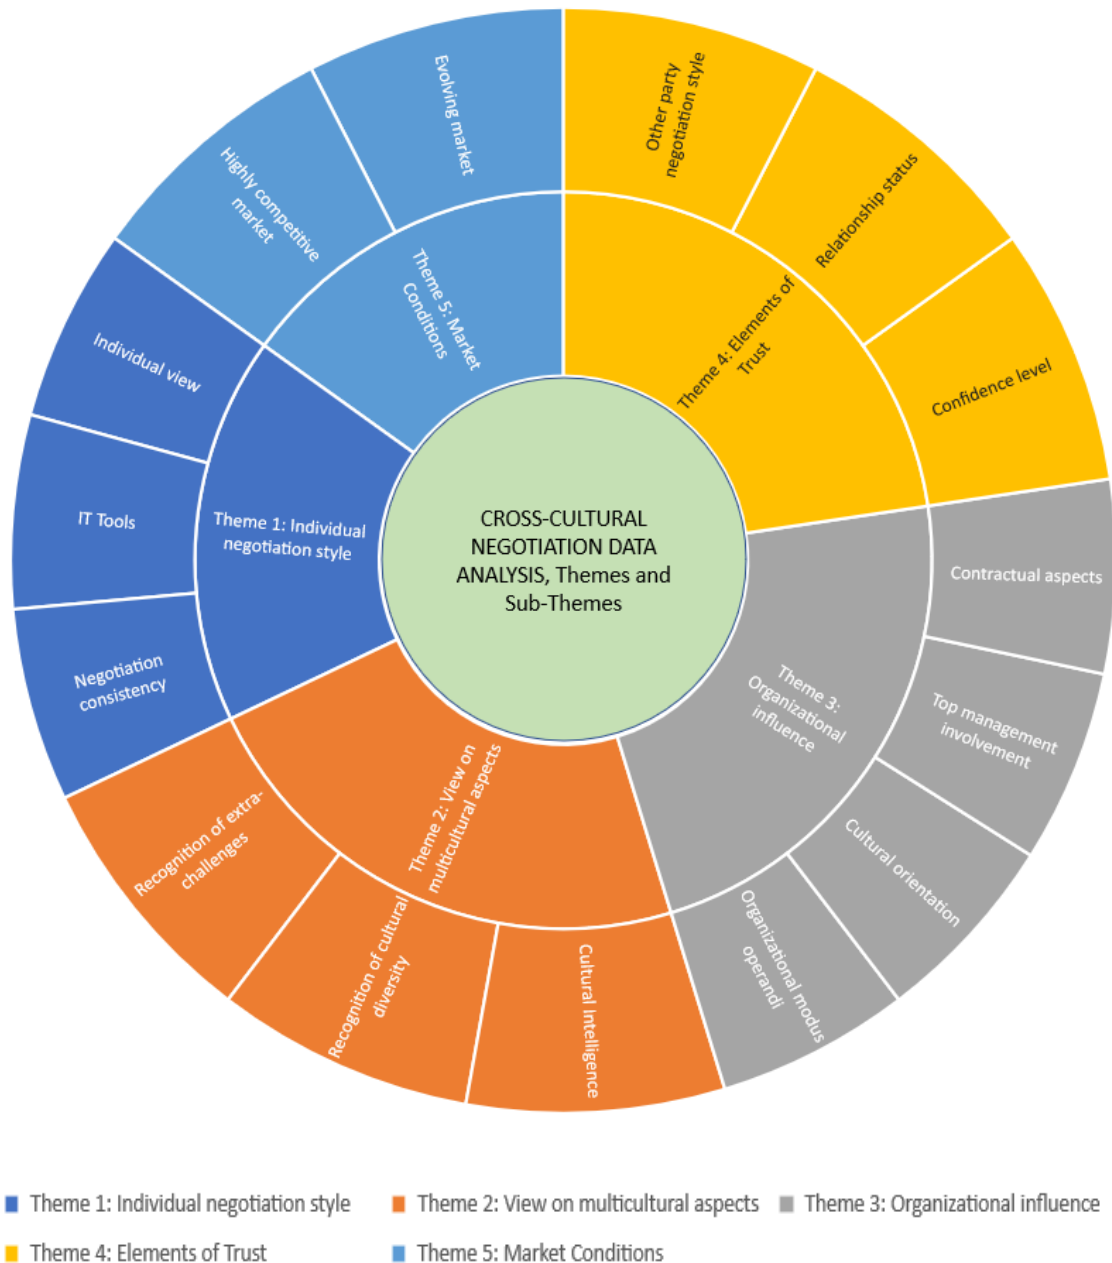 Evolving market
Highly competitive
market
Theme 5: Market
Conditions
Other party
negotiation style
Relationship status
Confidence level
Theme 4: Elements of
Trust
Individual view
IT Tools
Negotiation
consistency
Theme 1: Individual
negotiation style
CROSS-CULTURAL
NEGOTIATION DATA
ANALYSIS, Themes and
Sub-Themes
Contractual aspects
Top management
involvement
Cultural orientation
Organizational modus
operandi
Theme 3:
Organizational
influence
Theme 2: View on
multicultural aspects
Recognition of extra-
challenges
Recognition of cultural
diversity
Cultural Intelligence
Theme 1: Individual negotiation style
Theme 2: View on multicultural aspects
Theme 3: Organizational influence
Theme 4: Elements of Trust
Theme 5: Market Conditions